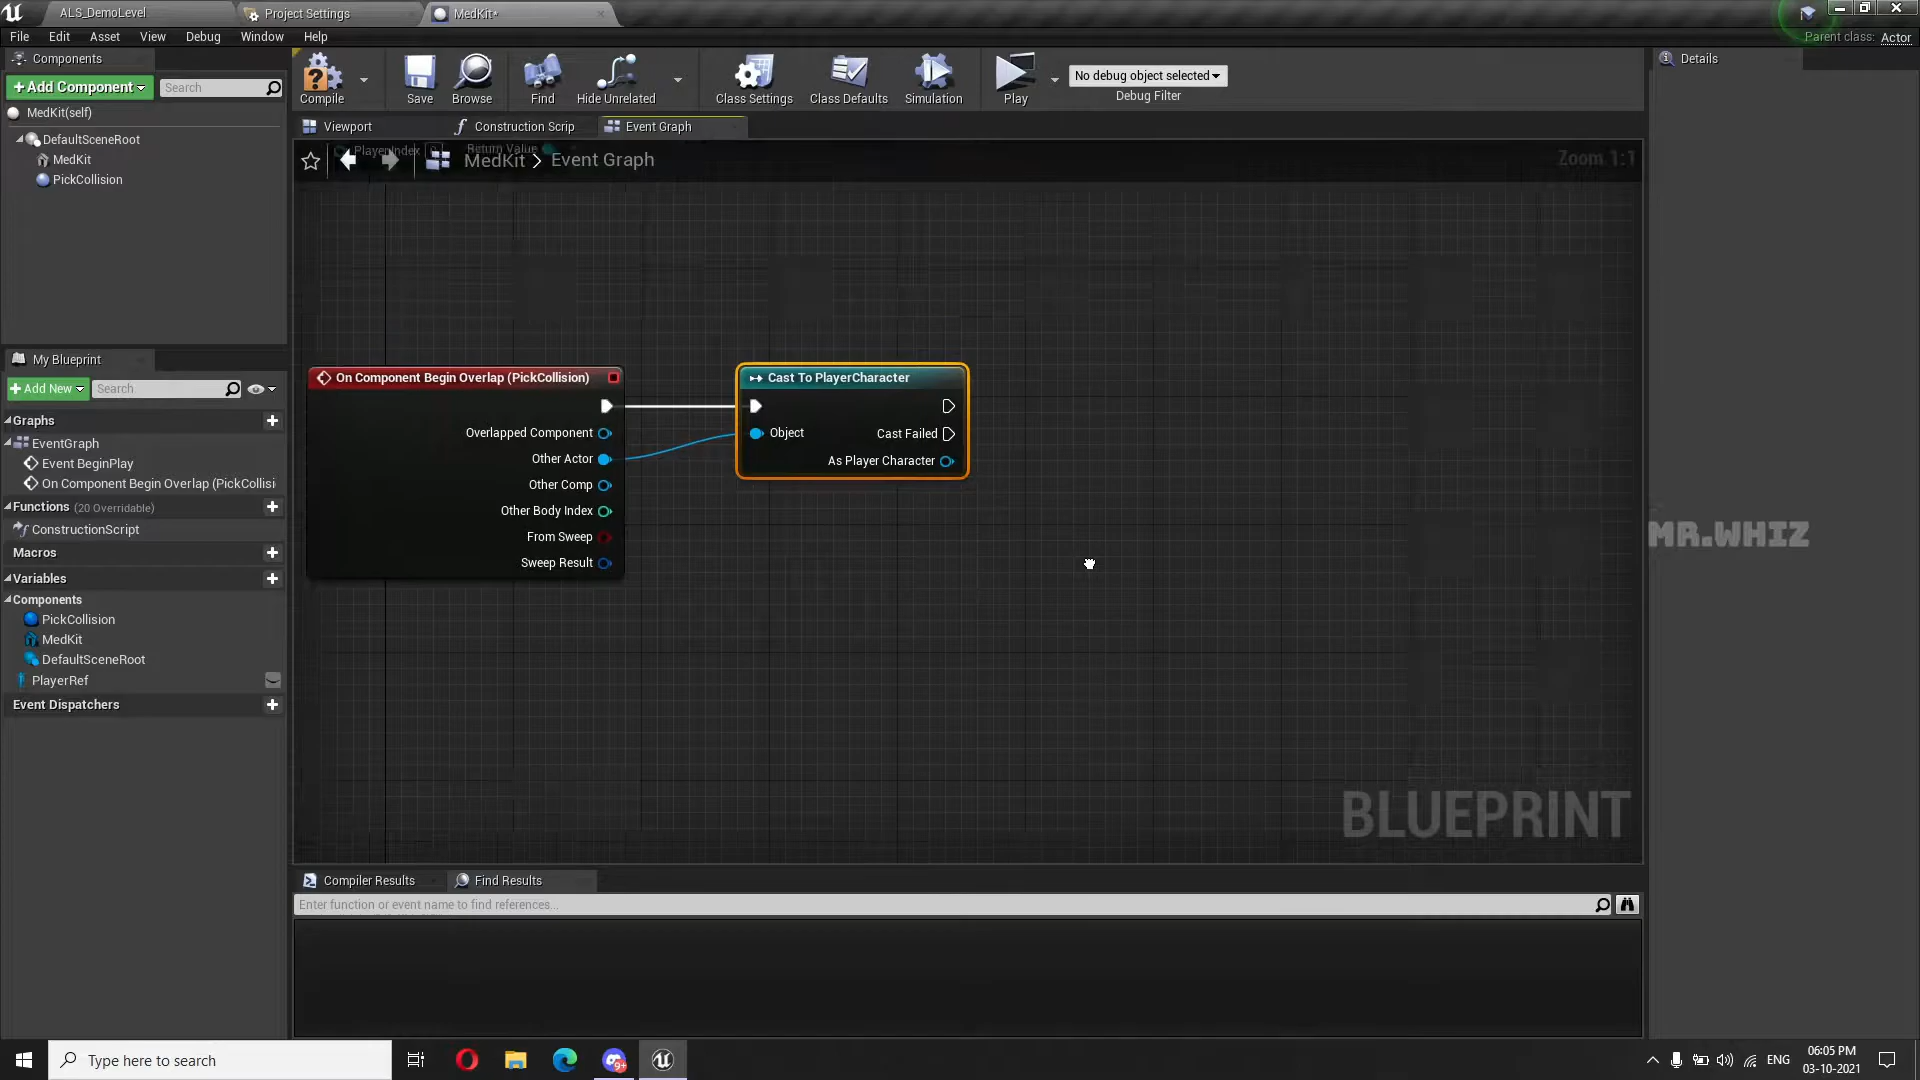 ALS_DemoLevel
Project Settings
MedKit*
File Edit Asset View Debug Window Help
Parent class: Actor
Components
+Add Component
Search
MedKit(self)
DefaultSceneRoot
MedKit
PickCollision
Compile
Save
Browse
Find
Hide Unrelated
Class Settings
Class Defaults
Simulation
Play
No debug object selected
Debug Filter
Details
Viewport
Construction Scrip
Event Graph
Player Index
Return Value
MedKit > Event Graph
Zoom 1:1
My Blueprint
+Add New
Search
Graphs
EventGraph
Event BeginPlay
On Component Begin Overlap (PickCollisi
Functions (20 Overridable)
ConstructionScript
Macros
Variables
Components
PickCollision
MedKit
DefaultSceneRoot
PlayerRef
Event Dispatchers
On Component Begin Overlap (PickCollision)
Overlapped Component
Other Actor
Other Comp
Other Body Index
From Sweep
Sweep Result
Cast To PlayerCharacter
Object
Cast Failed
As Player Character
MR.WHIZ
BLUEPRINT
Compiler Results
Find Results
Enter function or event name to find references...
Type here to search
9+
ENG
06:05 PM
03-10-2021